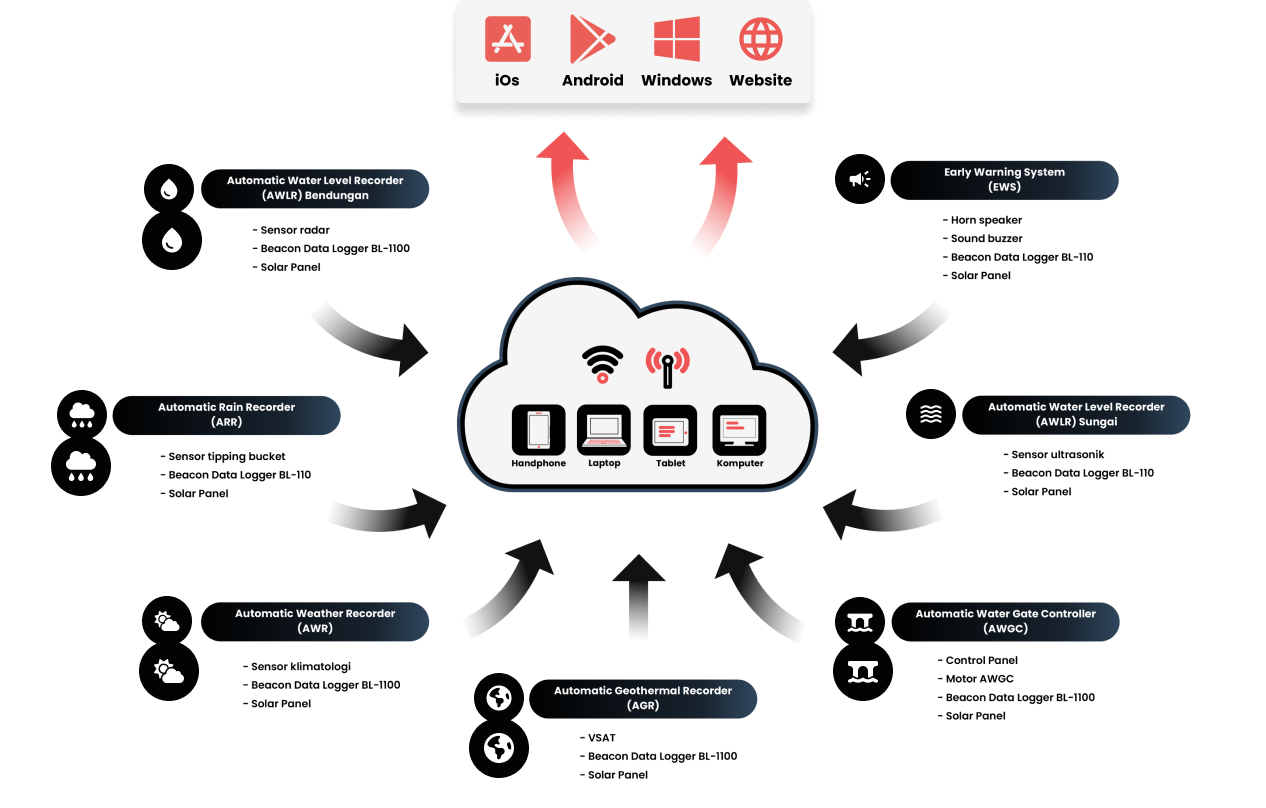 iOs
Android
Windows
Website
Automatic Water Level Recorder
(AWLR) Bendungan
- Sensor radar
- Beacon Data Logger BL-1100
- Solar Panel
Early Warning System
(EWS)
- Horn speaker
- Sound buzzer
- Beacon Data Logger BL-110
- Solar Panel
Automatic Rain Recorder
(ARR)
- Sensor tipping bucket
- Beacon Data Logger BL-110
- Solar Panel
Handphone
Laptop
Tablet
Komputer
Automatic Water Level Recorder
(AWLR) Sungai
- Sensor ultrasonik
- Beacon Data Logger BL-110
- Solar Panel
Automatic Weather Recorder
(AWR)
- Sensor klimatologi
- Beacon Data Logger BL-1100
- Solar Panel
Automatic Geothermal Recorder
(AGR)
- VSAT
- Beacon Data Logger BL-1100
- Solar Panel
Automatic Water Gate Controller
(AWGC)
- Control Panel
- Motor AWGC
- Beacon Data Logger BL-1100
- Solar Panel